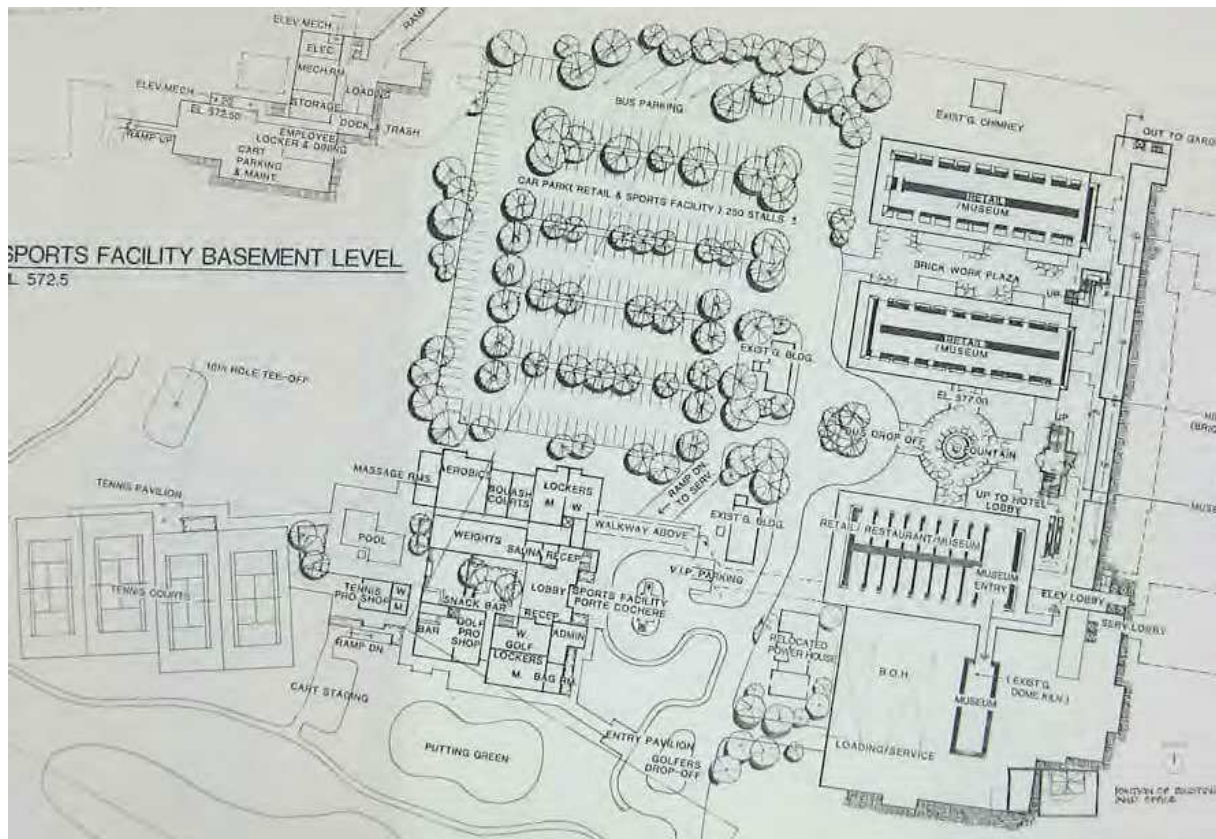 ELEV.MECH
RAMP
ELEC.
MECH.RM.
LOADING
ELEV.MECH
STORAGE
EL 572.50
DOCK
TRASH
EMPLOYEE
LOCKER & DINING
RAMP UP
CART
PARKING
& MAINT.
SPORTS FACILITY BASEMENT LEVEL
EL 572.5
BUS PARKING
EXIST'G. CHIMNEY
OUT TO GARD
CAR PARK( RETAIL & SPORTS FACILITY ) 250 STALLS ±
RETAIL
/MUSEUM
BRICK WORK PLAZA
UP
RETAIL
/MUSEUM
EXIST'G. BLDG.
EL 577.00
BUS DROP OFF
FOUNTAIN
UP
UP TO HOTEL
LOBBY
10th HOLE TEE-OFF
MASSAGE RMS.
AEROBICS
SQUASH
COURTS
LOCKERS
M
W
RAMP DN.
TO SERV.
TENNIS PAVILION
POOL
WEIGHTS
SAUNA
RECEP.
WALKWAY ABOVE
EXIST'G. BLDG.
V.I.P. PARKING
RETAIL/ RESTAURANT/MUSEUM
MUSEUM
ENTRY
ELEV. LOBBY
SERV. LOBBY
TENNIS COURTS
TENNIS
PRO SHOP
W
M
SNACK BAR
LOBBY
SPORTS FACILITY
PORTE COCHERE
BAR
GOLF
PRO
SHOP
RECEP.
ADMIN
W.
GOLF
LOCKERS
M.
BAG RM.
RAMP DN.
CART STAGING
RELOCATED
POWER HOUSE
B.O.H.
( EXIST'G.
DOME KILN )
MUSEUM
PUTTING GREEN
ENTRY PAVILION
GOLFERS
DROP-OFF
LOADING/SERVICE
(BRIC
MUSE